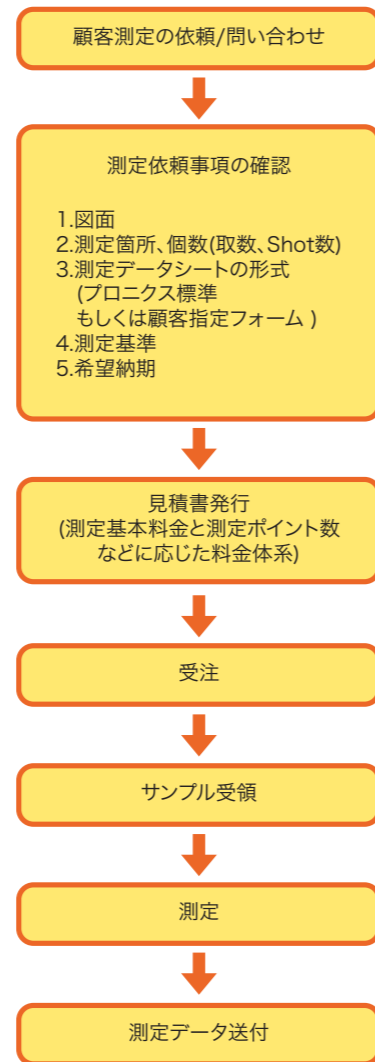 顧客測定の依頼/問い合わせ
測定依頼事項の確認
1.図面
2.測定箇所、個数(取数、Shot数)
3.測定データシートの形式
(プロニクス標準
もしくは顧客指定フォーム )
4.測定基準
5.希望納期
見積書発行
(測定基本料金と測定ポイント数
などに応じた料金体系)
受注
サンプル受領
測定
測定データ送付